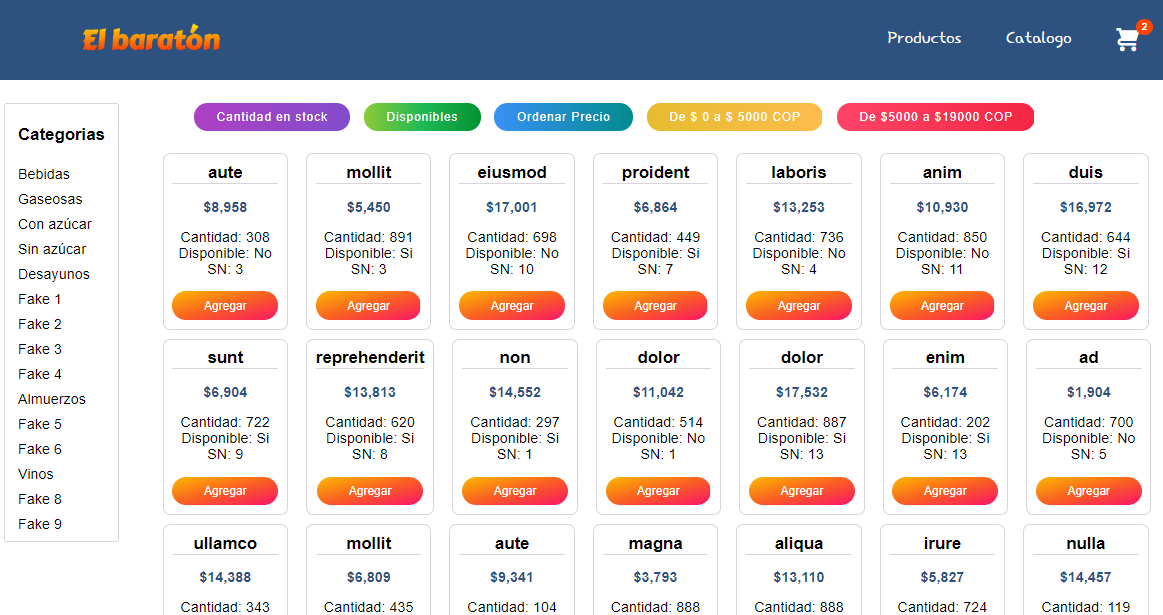 El baratón
Productos Catalogo 2
Categorias
Bebidas
Gaseosas
Con azúcar
Sin azúcar
Desayunos
Fake 1
Fake 2
Fake 3
Fake 4
Almuerzos
Fake 5
Fake 6
Vinos
Fake 8
Fake 9
Cantidad en stock Disponibles Ordenar Precio De $ 0 a $ 5000 COP De $5000 a $19000 COP
aute mollit eiusmod proident laboris anim duis
$8,958 $5,450 $17,001 $6,864 $13,253 $10,930 $16,972
Cantidad: 308 Cantidad: 891 Cantidad: 698 Cantidad: 449 Cantidad: 736 Cantidad: 850 Cantidad: 644
Disponible: No Disponible: Si Disponible: No Disponible: Si Disponible: No Disponible: No Disponible: Si
SN: 3 SN: 3 SN: 10 SN: 7 SN: 4 SN: 11 SN: 12
Agregar Agregar Agregar Agregar Agregar Agregar Agregar
sunt reprehenderit non dolor dolor enim ad
$6,904 $13,813 $14,552 $11,042 $17,532 $6,174 $1,904
Cantidad: 722 Cantidad: 620 Cantidad: 297 Cantidad: 514 Cantidad: 887 Cantidad: 202 Cantidad: 700
Disponible: Si Disponible: Si Disponible: Si Disponible: No Disponible: Si Disponible: Si Disponible: No
SN: 9 SN: 8 SN: 1 SN: 1 SN: 13 SN: 13 SN: 5
Agregar Agregar Agregar Agregar Agregar Agregar Agregar
ullamco mollit aute magna aliqua irure nulla
$14,388 $6,809 $9,341 $3,793 $13,110 $5,827 $14,457
Cantidad: 343 Cantidad: 435 Cantidad: 104 Cantidad: 888 Cantidad: 888 Cantidad: 724 Cantidad: 119